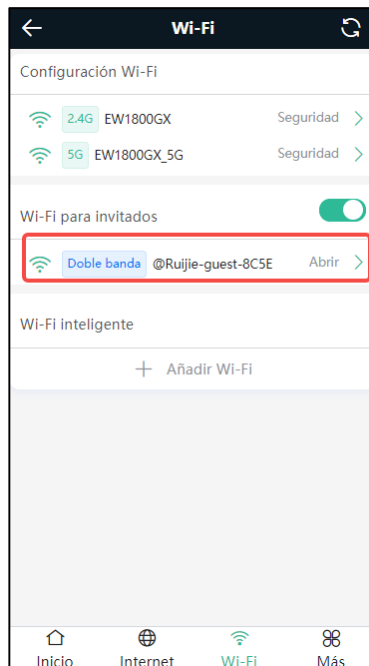 Wi-Fi
Configuración Wi-Fi
2.4G EW1800GX Seguridad
5G EW1800GX_5G Seguridad
Wi-Fi para invitados
Doble banda @Ruijie-guest-8C5E Abrir
Wi-Fi inteligente
+ Añadir Wi-Fi
Inicio Internet Wi-Fi Más